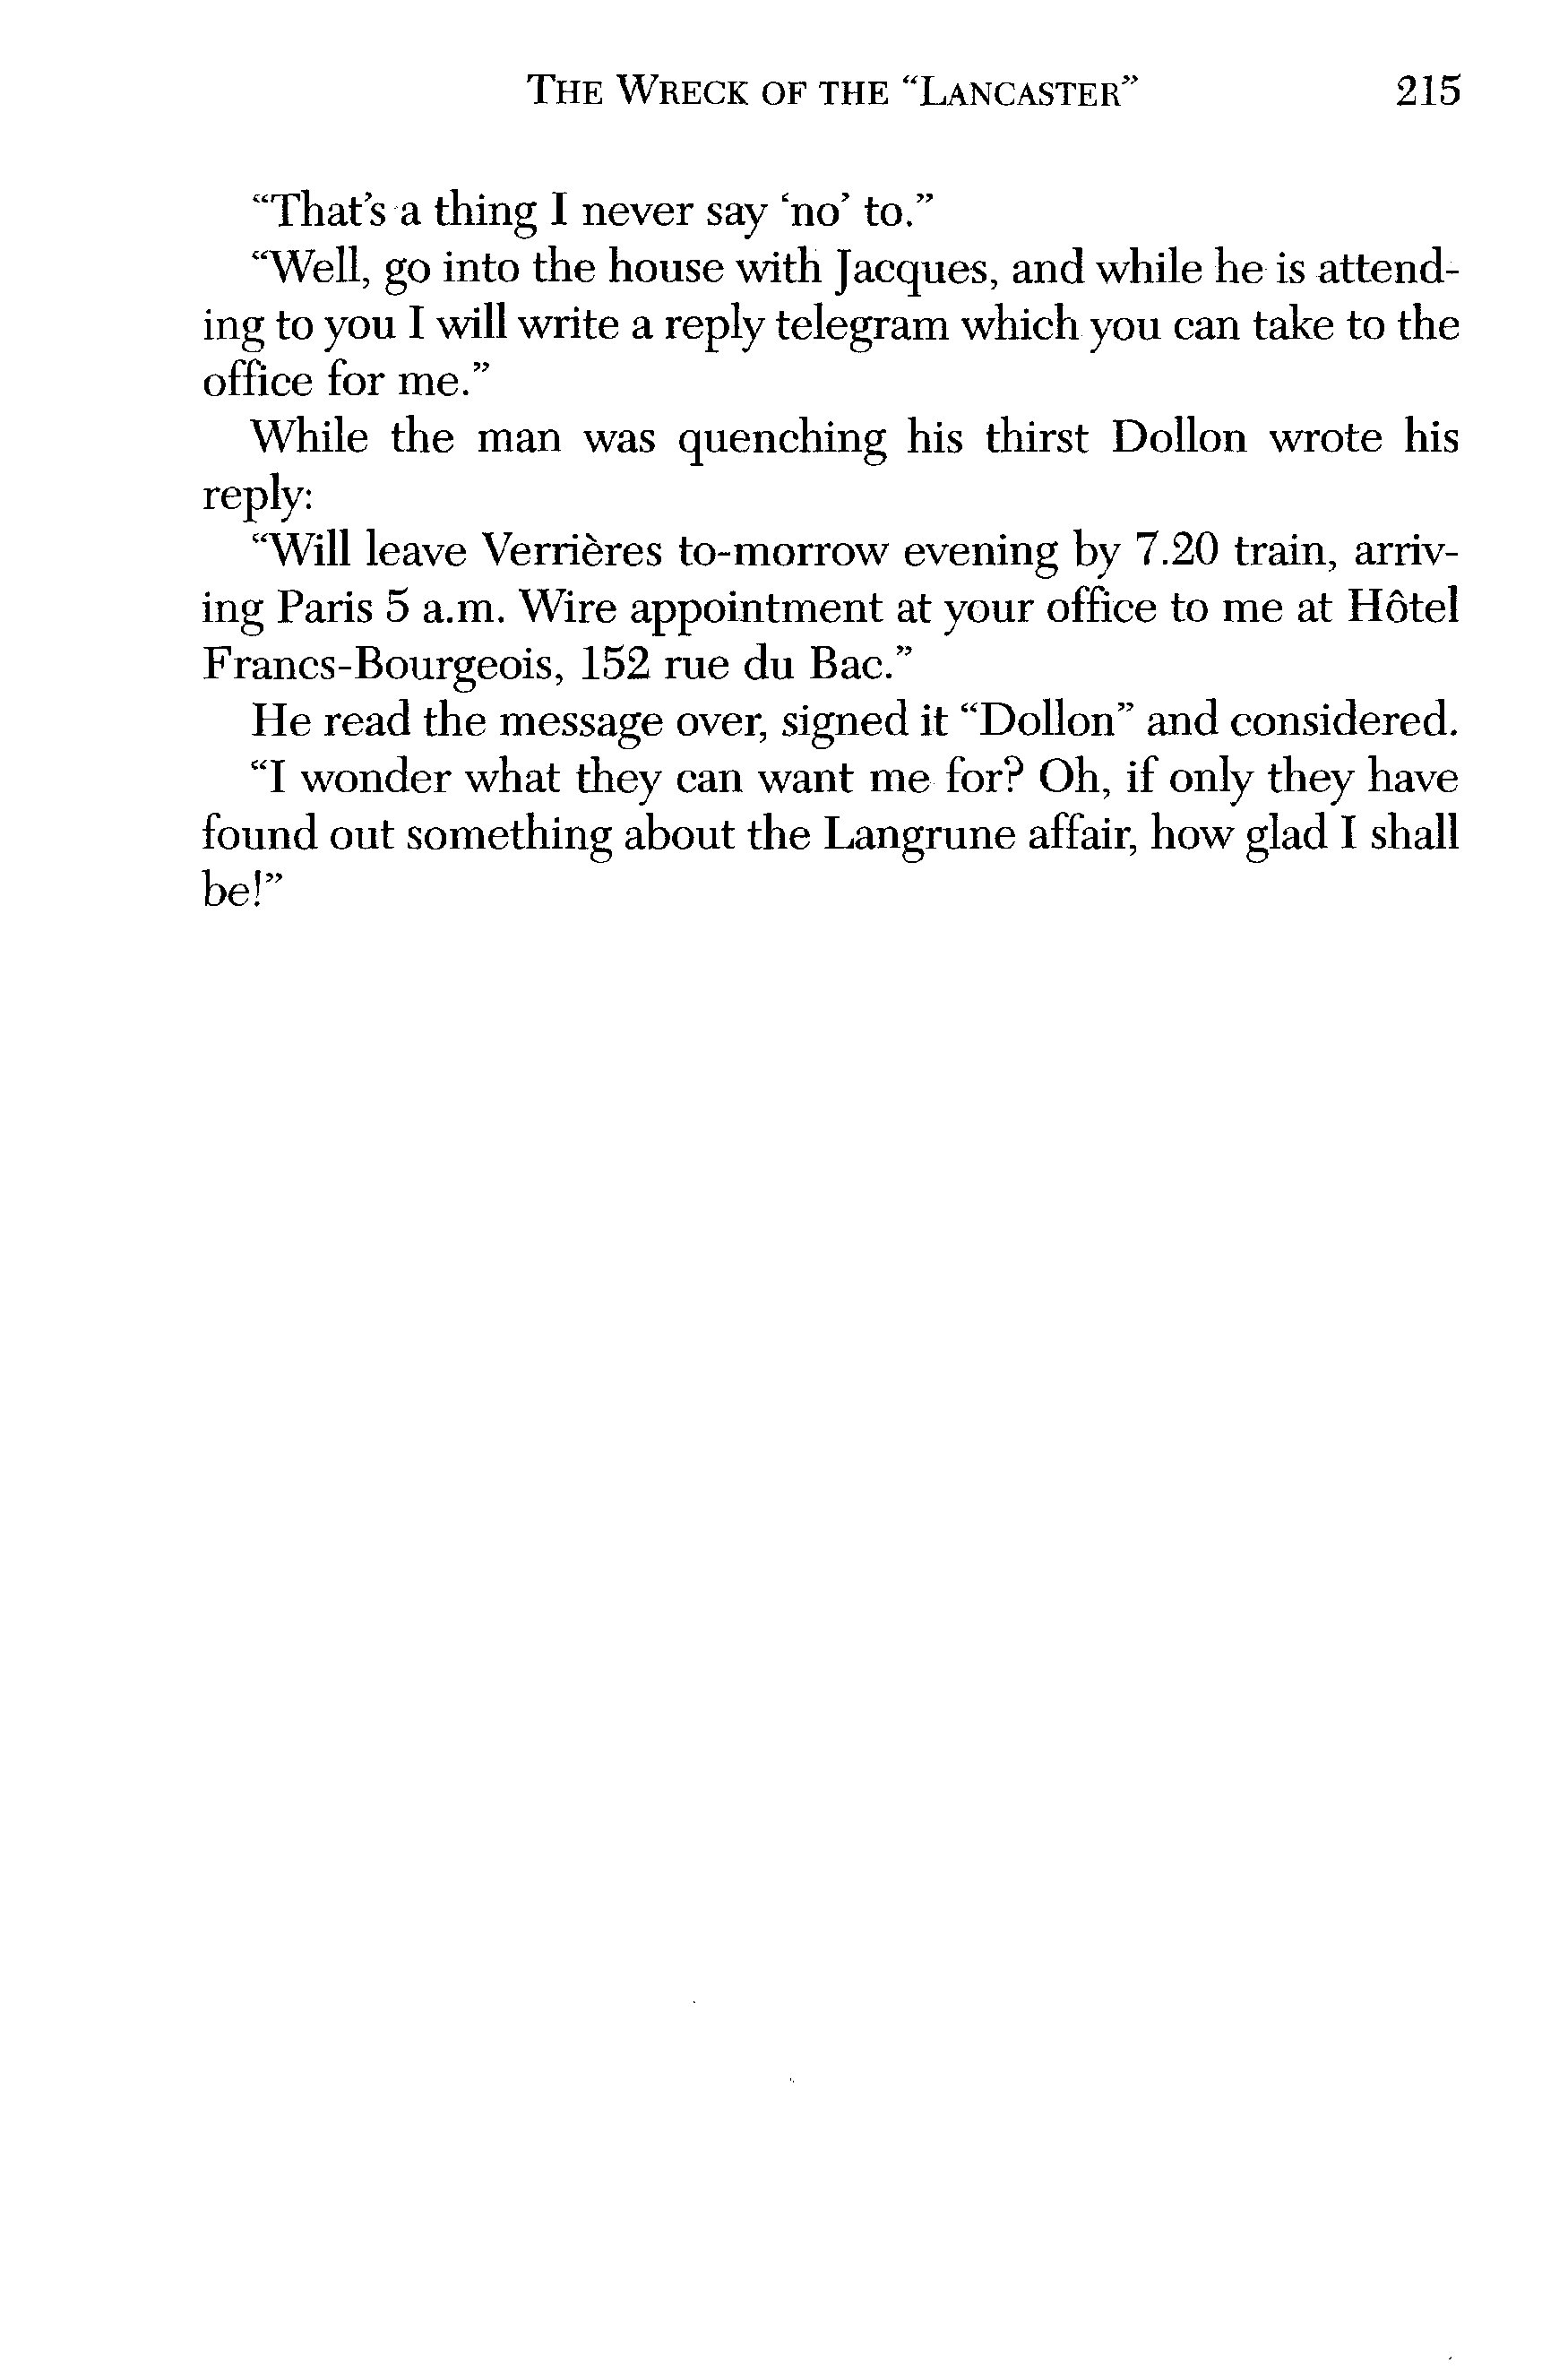 THE WRECK OF THE “LANCASTER” 215
“That’s a thing I never say ‘no’ to.”
“Well, go into the house with Jacques, and while he is attend-
ing to you I will write a reply telegram which you can take to the
office for me.”
While the man was quenching his thirst Dollon wrote his
reply:
“Will leave Verrières to-morrow evening by 7.20 train, arriv-
ing Paris 5 a.m. Wire appointment at your office to me at Hôtel
Francs-Bourgeois, 152 rue du Bac.”
He read the message over, signed it “Dollon” and considered.
“I wonder what they can want me for? Oh, if only they have
found out something about the Langrune affair, how glad I shall
be!”